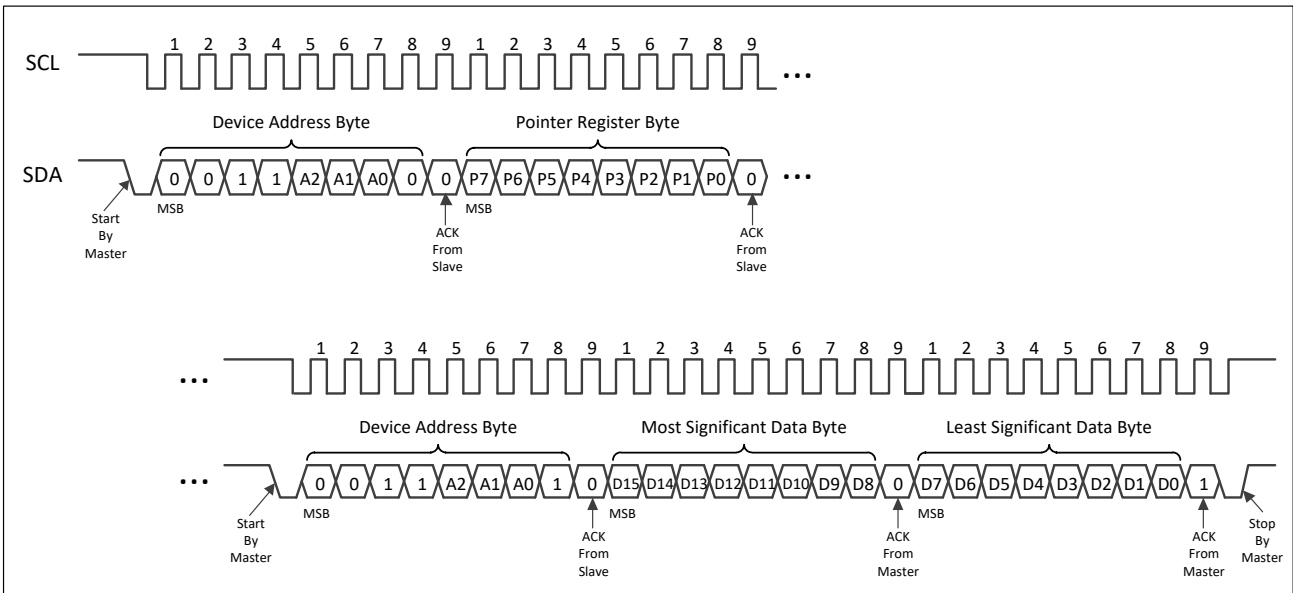 1 2 3 4 5 6 7 8 9 1 2 3 4 5 6 7 8 9
SCL ...
Device Address Byte Pointer Register Byte
SDA 0 0 1 1 A2 A1 A0 0 0 P7 P6 P5 P4 P3 P2 P1 P0 0 ...
MSB MSB
Start
By
Master
ACK
From
Slave
ACK
From
Slave
1 2 3 4 5 6 7 8 9 1 2 3 4 5 6 7 8 9 1 2 3 4 5 6 7 8 9
...
Device Address Byte Most Significant Data Byte Least Significant Data Byte
... 0 0 1 1 A2 A1 A0 1 0 D15 D14 D13 D12 D11 D10 D9 D8 0 D7 D6 D5 D4 D3 D2 D1 D0 1
MSB MSB MSB
Start
By
Master
ACK
From
Slave
ACK
From
Master
ACK
From
Master
Stop
By
Master